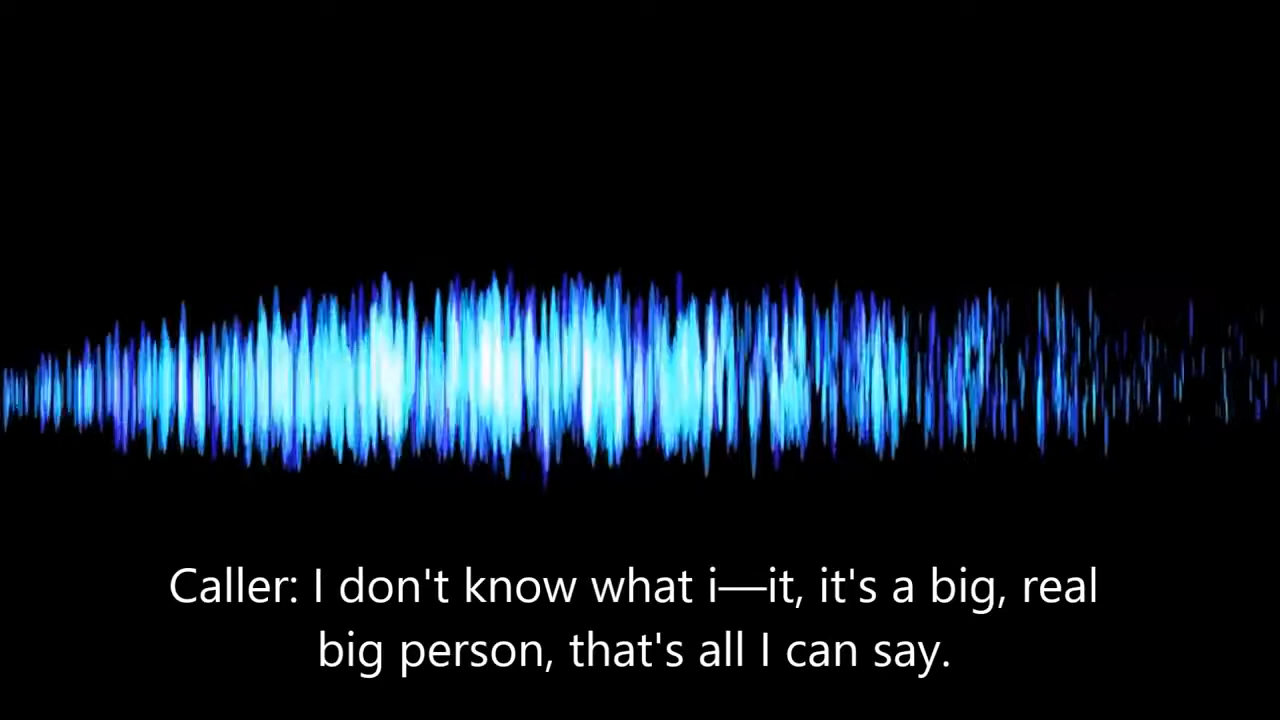 Caller: I don't know what i—it, it's a big, real
big person, that's all I can say.